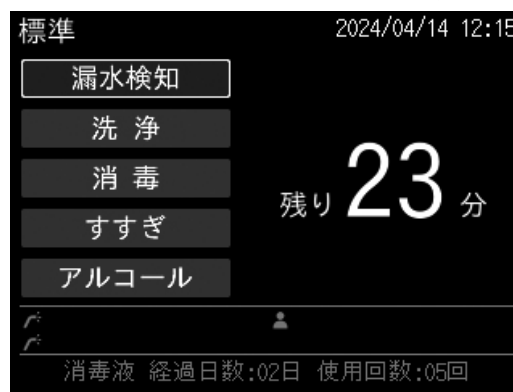 標準 2024/04/14 12:15
漏水検知
洗 浄
消 毒
すすぎ
アルコール
残り 23 分
消毒液 経過日数:02日 使用回数:05回